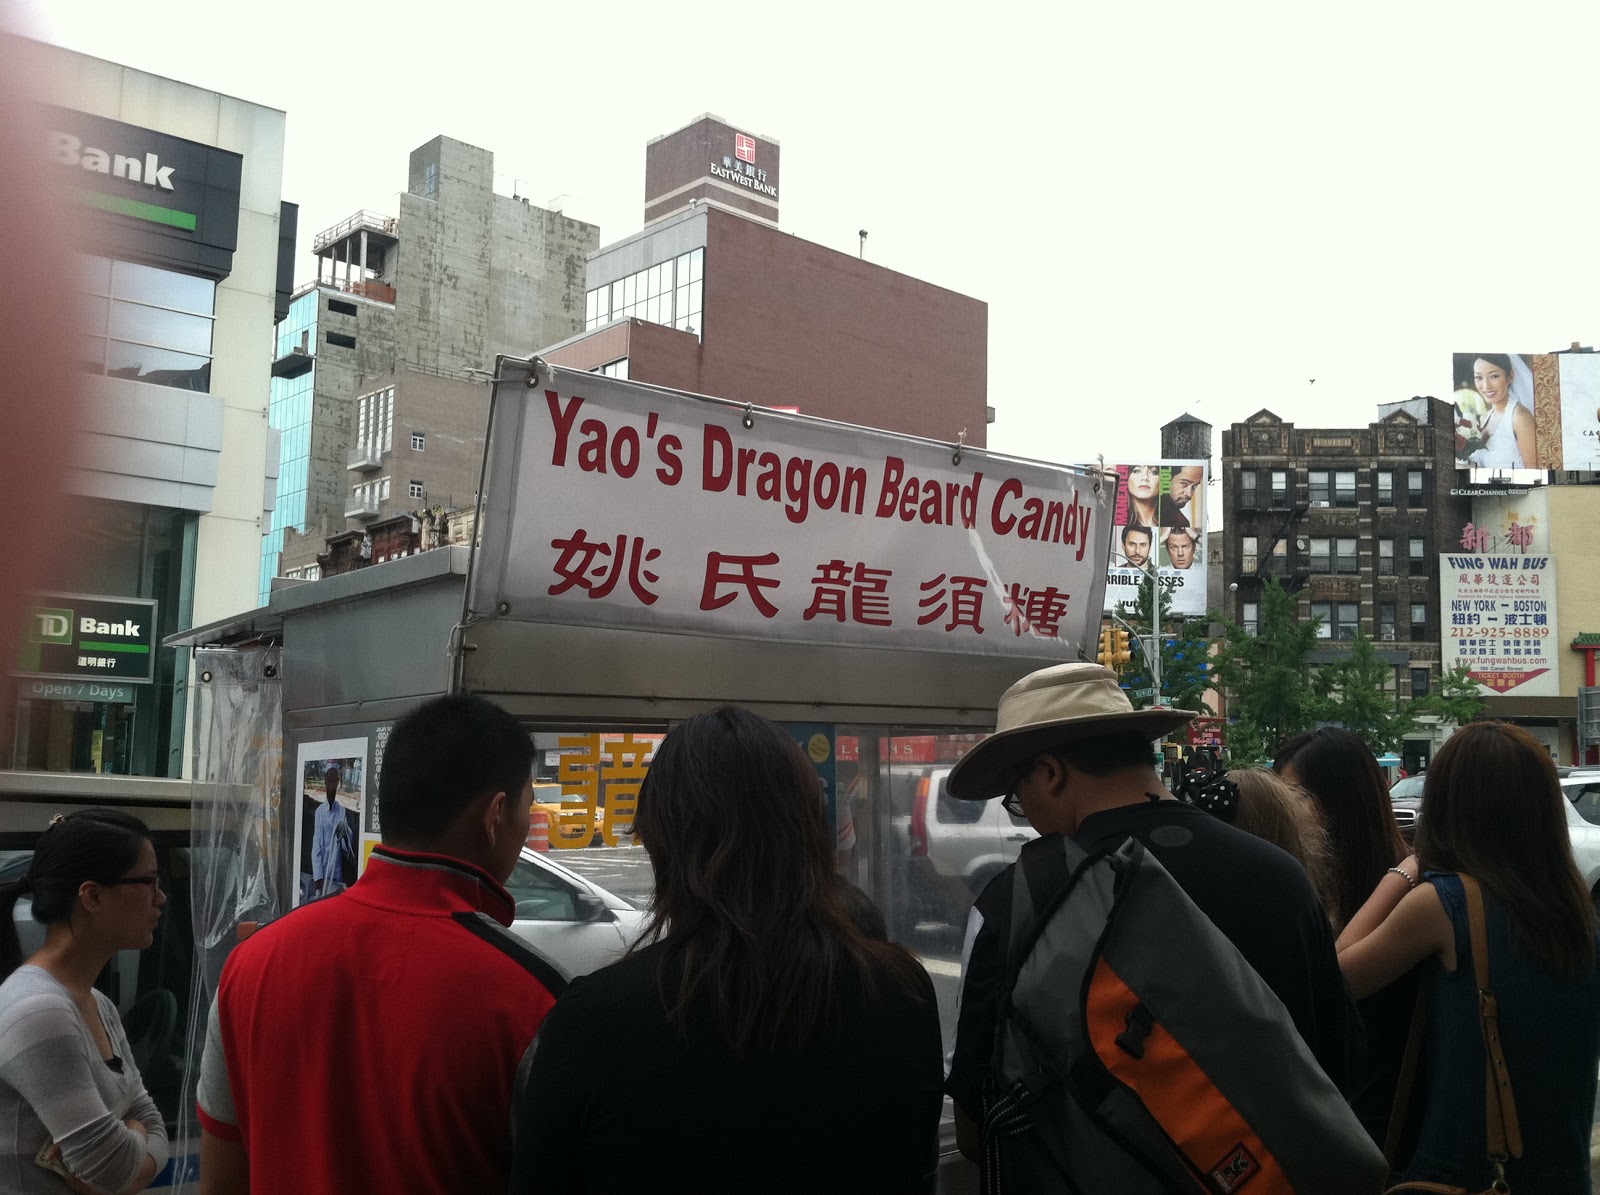 Bank
華美銀行
EASTWEST BANK
Yao's Dragon Beard Candy
姚氏龍須糖
TD Bank
道明銀行
Open 7 Days
MANEATER
TOOL
CLEARCHANNEL
新都
FUNG WAH BUS
風華捷運公司
NEW YORK ↔ BOSTON
紐約 ↔ 波士頓
212-925-8889
www.fungwahbus.com
TICKET BOOTH